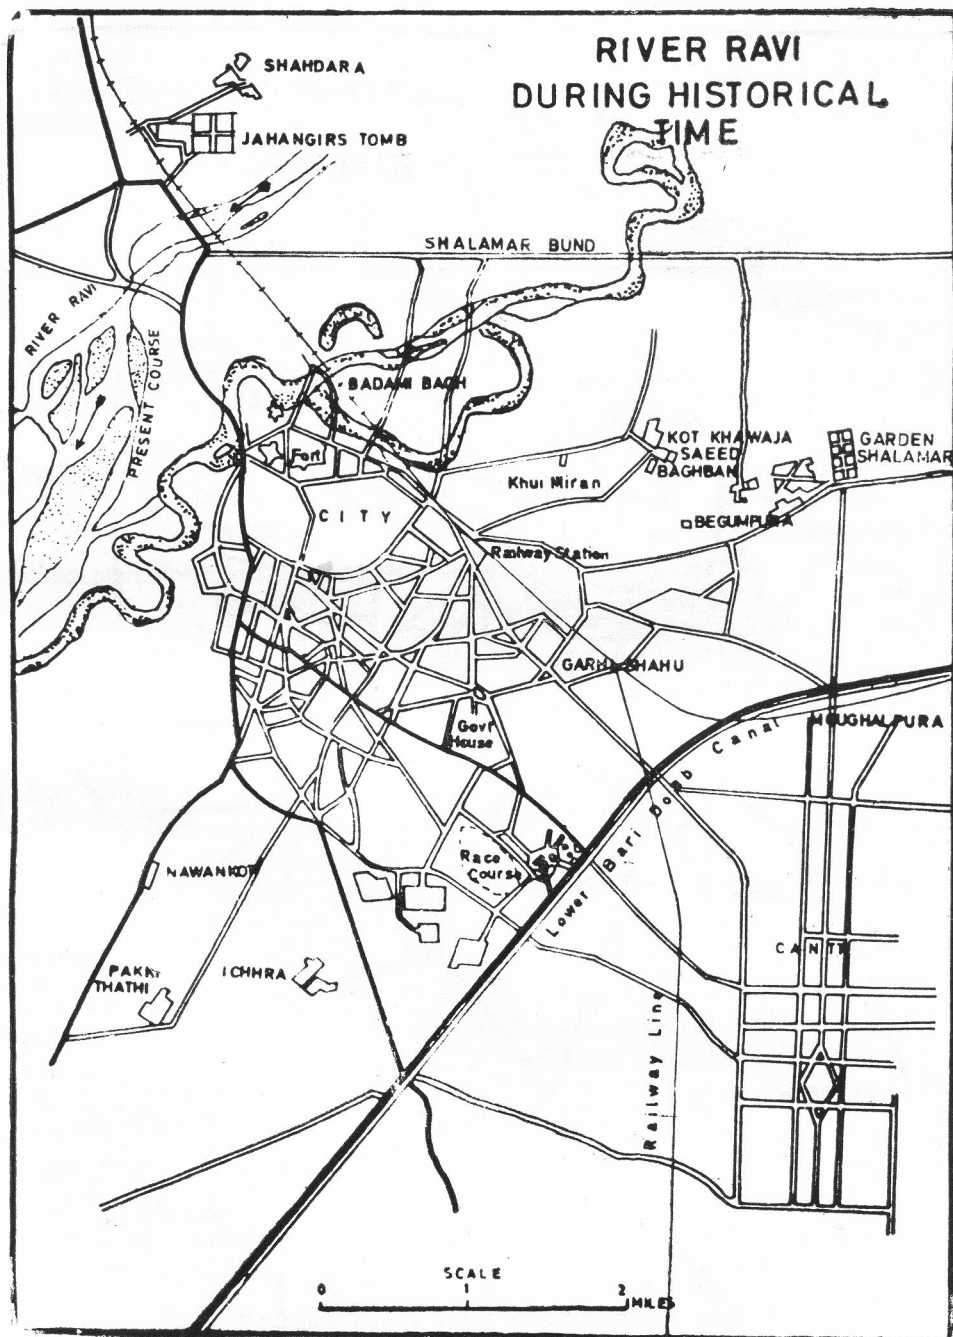 RIVER RAVI
DURING HISTORICAL
TIME
SHAHDARA
JAHANGIRS TOMB
SHALAMAR BUND
RIVER RAVI
PRESENT COURSE
BADAMI BAGH
Fort
CITY
KOT KHAWAJA
SAEED
BAGHBAN
GARDEN
SHALAMAR
Khui Miran
BEGUMPURA
Railway Station
GARHI SHAHU
Govt
House
MOUGHALPURA
Lower Bari Doab Canal
Race
Course
NAWANKOT
PAKKI
THATHI
ICHHRA
CANTT
Railway Line
SCALE
0 1 2
MILES